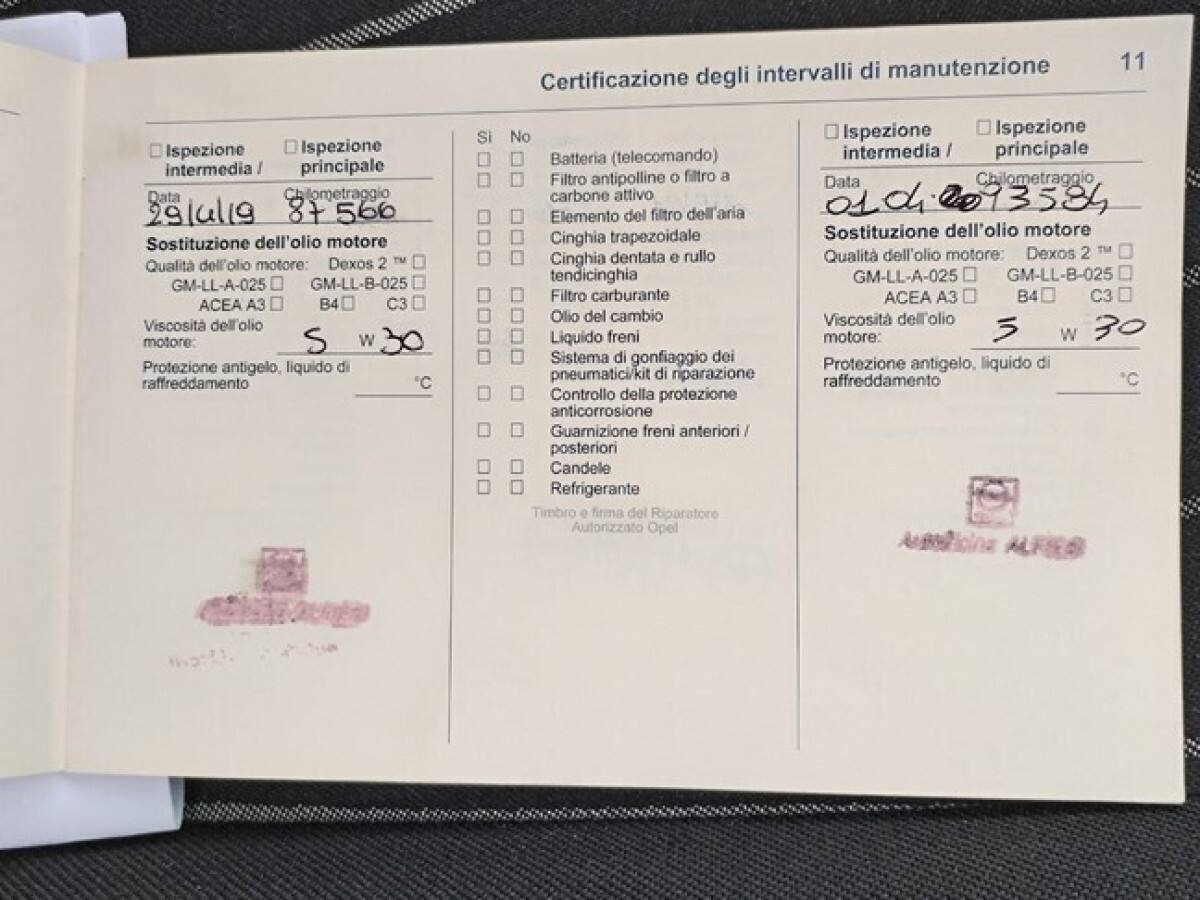 Certificazione degli intervalli di manutenzione 11
Ispezione intermedia /
Ispezione principale
Data Chilometraggio
87566
Sostituzione dell'olio motore
Qualità dell'olio motore: Dexos 2 ™
GM-LL-A-025 GM-LL-B-025
ACEA A3 B4 C3
Viscosità dell'olio
motore: 5 W 30
Protezione antigelo, liquido di
raffreddamento °C
Si No
Batteria (telecomando)
Filtro antipolline o filtro a
carbone attivo
Elemento del filtro dell'aria
Cinghia trapezoidale
Cinghia dentata e rullo
tendicinghia
Filtro carburante
Olio del cambio
Liquido freni
Sistema di gonfiaggio dei
pneumatici/kit di riparazione
Controllo della protezione
anticorrosione
Guarnizione freni anteriori /
posteriori
Candele
Refrigerante
Timbro e firma del Riparatore
Autorizzato Opel
Ispezione intermedia /
Ispezione principale
Data Chilometraggio
01.04. 93584
Sostituzione dell'olio motore
Qualità dell'olio motore: Dexos 2 ™
GM-LL-A-025 GM-LL-B-025
ACEA A3 B4 C3
Viscosità dell'olio
motore: 5 W 30
Protezione antigelo, liquido di
raffreddamento °C